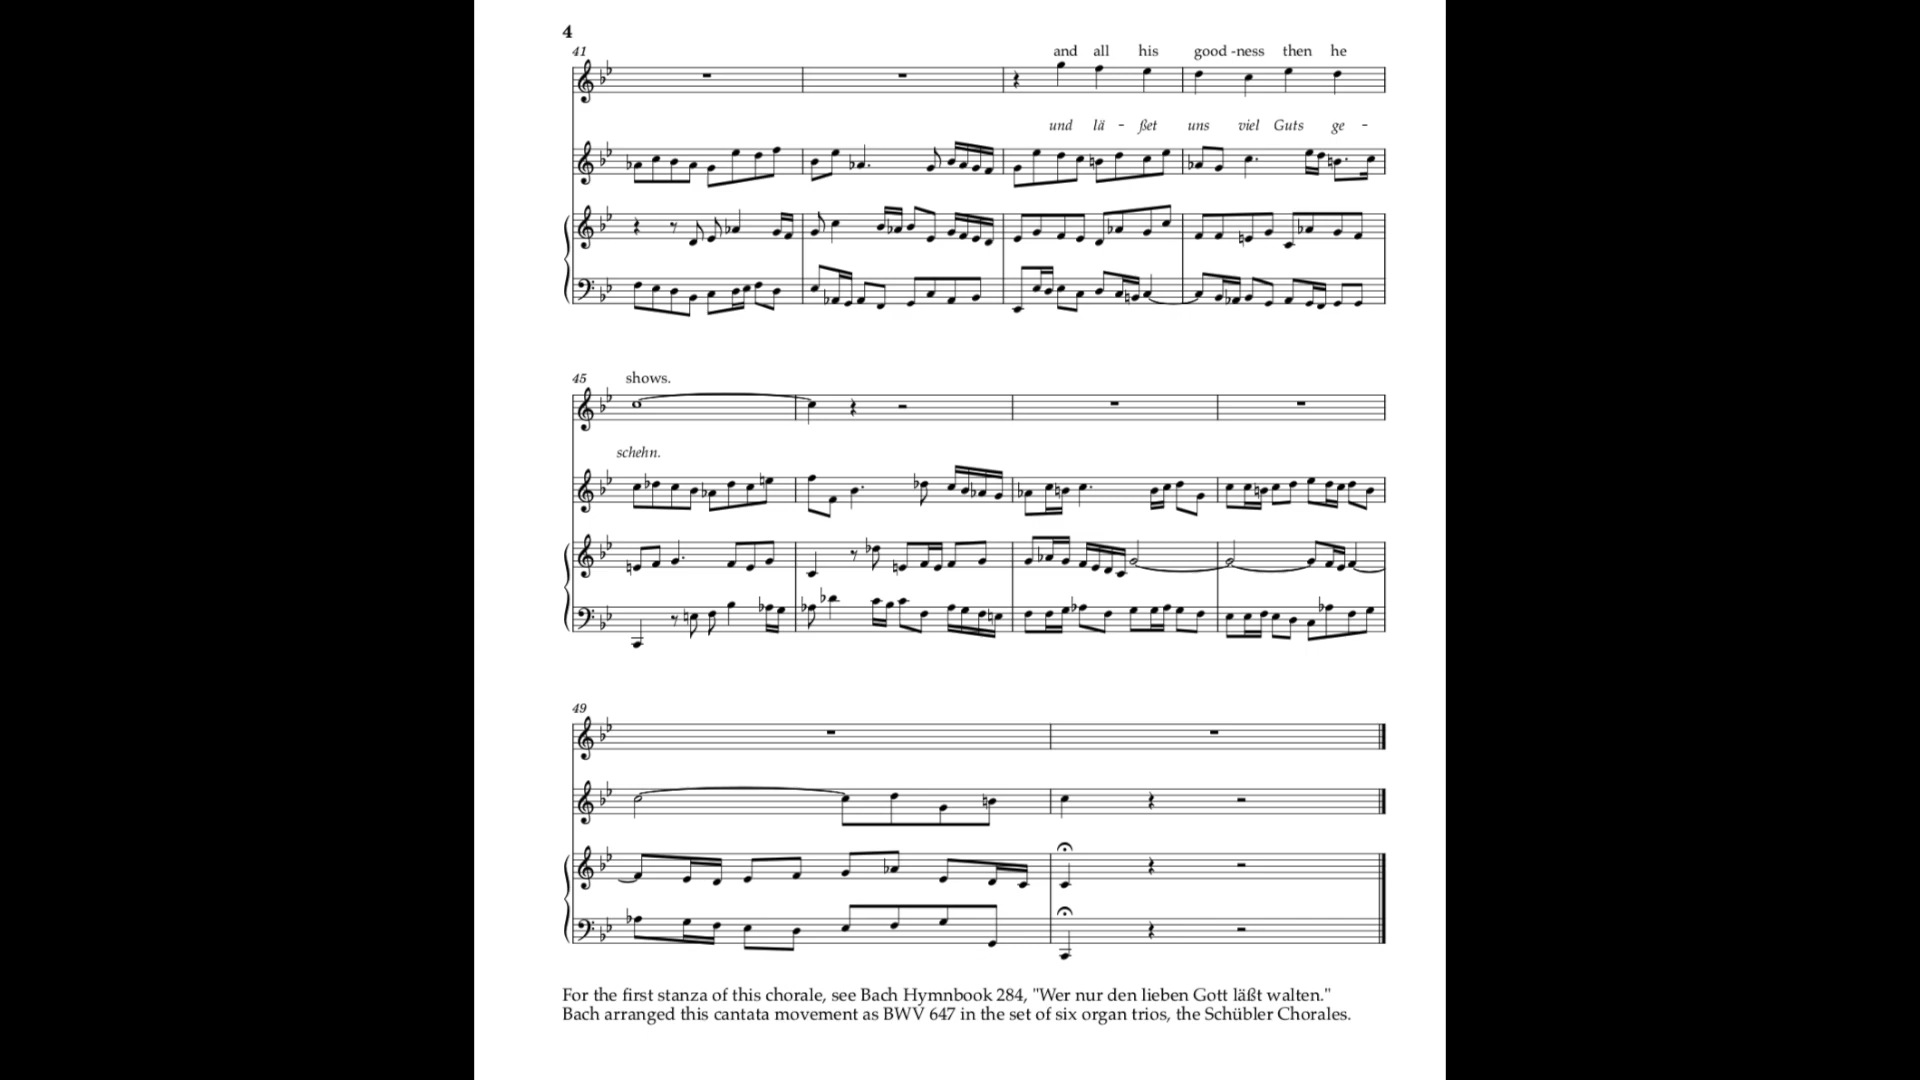 4
41
and all his good -ness then he
und lä - ßet uns viel Guts ge -
45
shows.
schehn.
49
For the first stanza of this chorale, see Bach Hymnbook 284, "Wer nur den lieben Gott läßt walten."
Bach arranged this cantata movement as BWV 647 in the set of six organ trios, the Schübler Chorales.